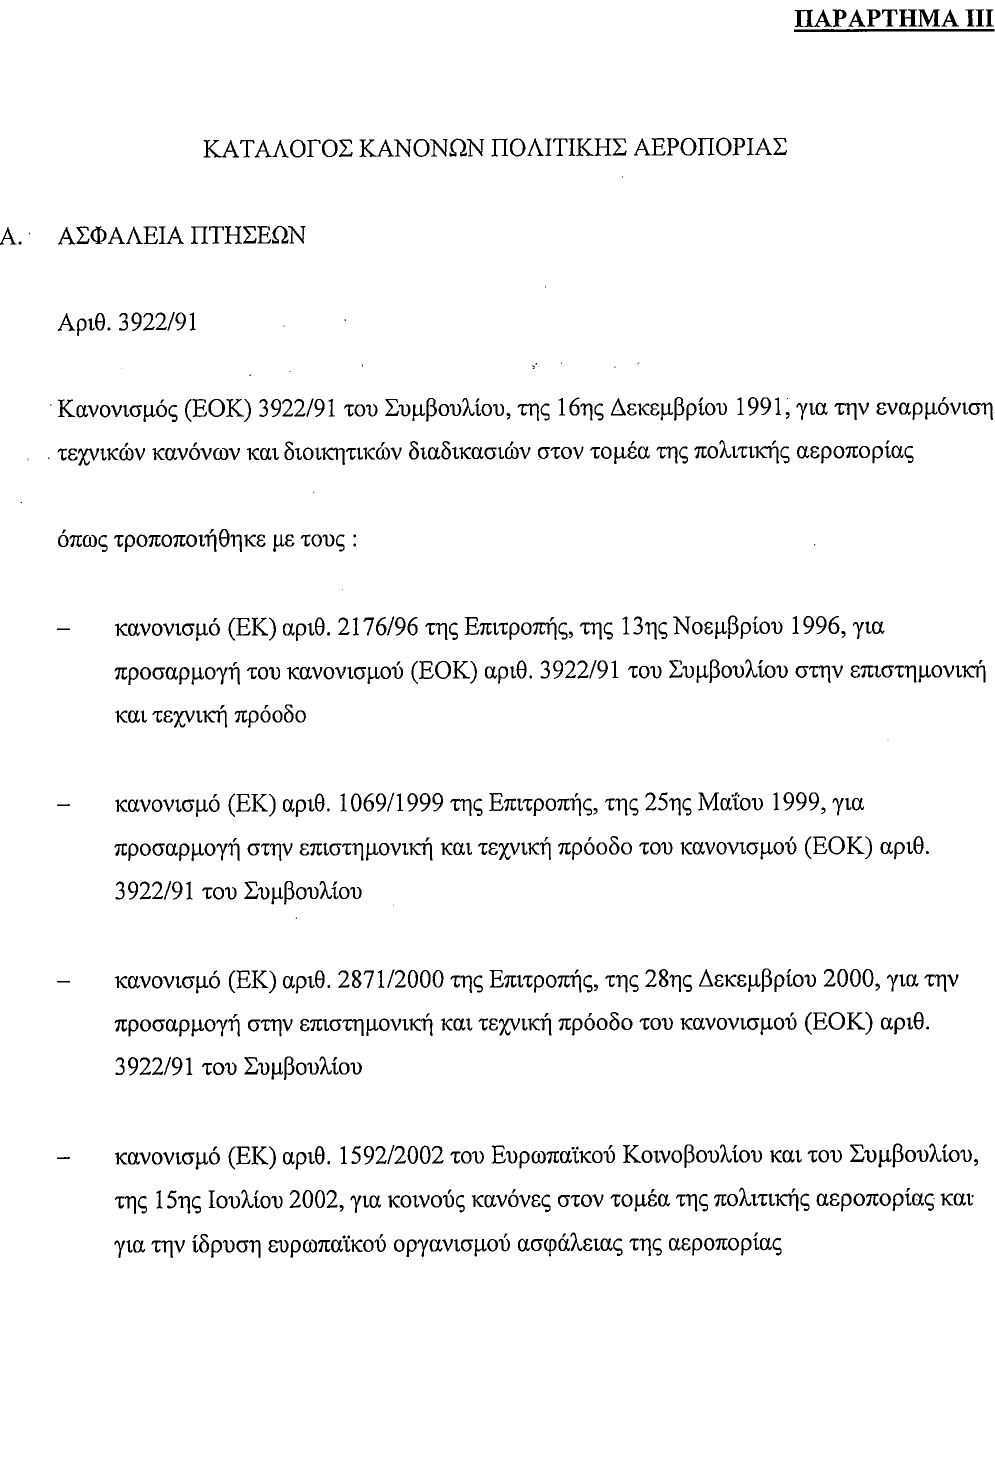 ΠΑΡΑΡΤΗΜΑ ΙΙΙ
ΚΑΤΑΛΟΓΟΣ ΚΑΝΟΝΩΝ ΠΟΛΙΤΙΚΗΣ ΑΕΡΟΠΟΡΙΑΣ
Α. ΑΣΦΑΛΕΙΑ ΠΤΗΣΕΩΝ
Αριθ. 3922/91
Κανονισμός (ΕΟΚ) 3922/91 του Συμβουλίου, της 16ης Δεκεμβρίου 1991, για την εναρμόνιση
τεχνικών κανόνων και διοικητικών διαδικασιών στον τομέα της πολιτικής αεροπορίας
όπως τροποποιήθηκε με τους :
– κανονισμό (ΕΚ) αριθ. 2176/96 της Επιτροπής, της 13ης Νοεμβρίου 1996, για
προσαρμογή του κανονισμού (ΕΟΚ) αριθ. 3922/91 του Συμβουλίου στην επιστημονική
και τεχνική πρόοδο
– κανονισμό (ΕΚ) αριθ. 1069/1999 της Επιτροπής, της 25ης Μαΐου 1999, για
προσαρμογή στην επιστημονική και τεχνική πρόοδο του κανονισμού (ΕΟΚ) αριθ.
3922/91 του Συμβουλίου
– κανονισμό (ΕΚ) αριθ. 2871/2000 της Επιτροπής, της 28ης Δεκεμβρίου 2000, για την
προσαρμογή στην επιστημονική και τεχνική πρόοδο του κανονισμού (ΕΟΚ) αριθ.
3922/91 του Συμβουλίου
– κανονισμό (ΕΚ) αριθ. 1592/2002 του Ευρωπαϊκού Κοινοβουλίου και του Συμβουλίου,
της 15ης Ιουλίου 2002, για κοινούς κανόνες στον τομέα της πολιτικής αεροπορίας και
για την ίδρυση ευρωπαϊκού οργανισμού ασφάλειας της αεροπορίας